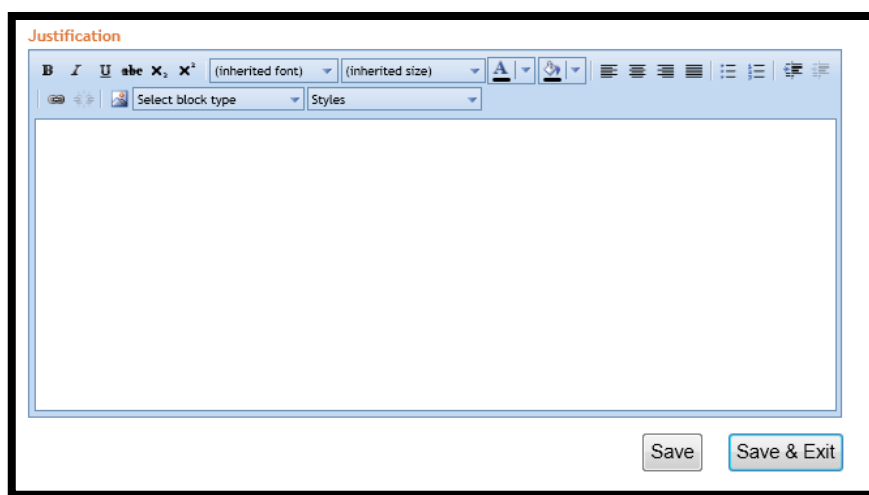 Justification
B I U abc X₂ X² (inherited font) (inherited size) A
Select block type Styles
Save Save & Exit